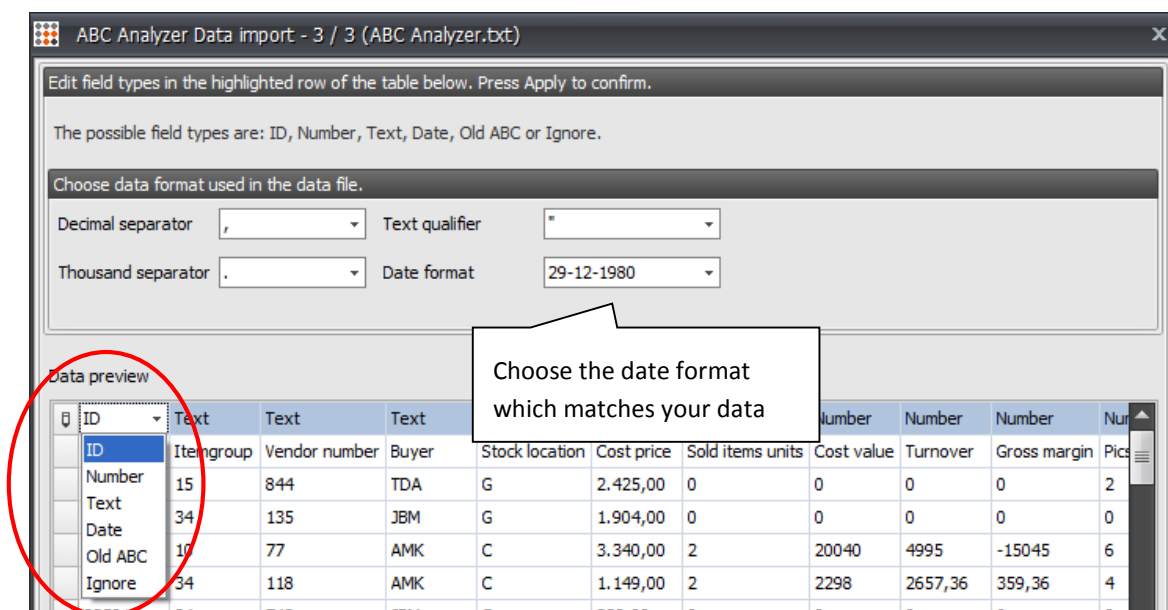 ABC Analyzer Data import - 3 / 3 (ABC Analyzer.txt) x
Edit field types in the highlighted row of the table below. Press Apply to confirm.
The possible field types are: ID, Number, Text, Date, Old ABC or Ignore.
Choose data format used in the data file.
Decimal separator , Text qualifier "
Thousand separator . Date format 29-12-1980
Choose the date format
which matches your data
Data preview
ID Text Text Text Number Number Number Num
ID Itemgroup Vendor number Buyer Stock location Cost price Sold items units Cost value Turnover Gross margin Pics
Number 15 844 TDA G 2.425,00 0 0 0 0 2
Text
34 135 JBM G 1.904,00 0 0 0 0 0
Date
Old ABC 10 77 AMK C 3.340,00 2 20040 4995 -15045 6
Ignore 34 118 AMK C 1.149,00 2 2298 2657,36 359,36 4